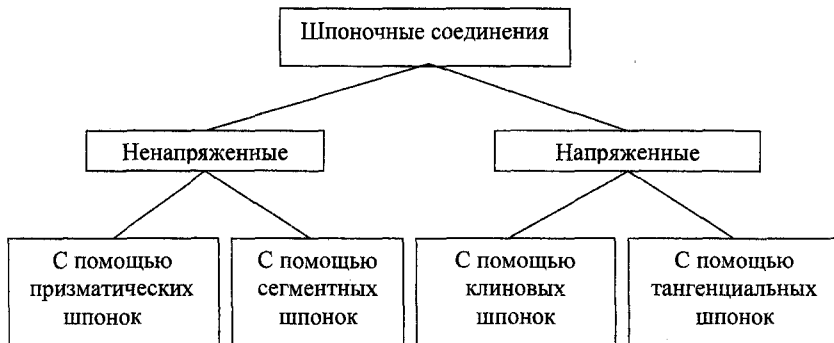 Шпоночные соединения
Ненапряженные
Напряженные
С помощью
призматических
шпонок
С помощью
сегментных
шпонок
С помощью
клиновых
шпонок
С помощью
тангенциальных
шпонок